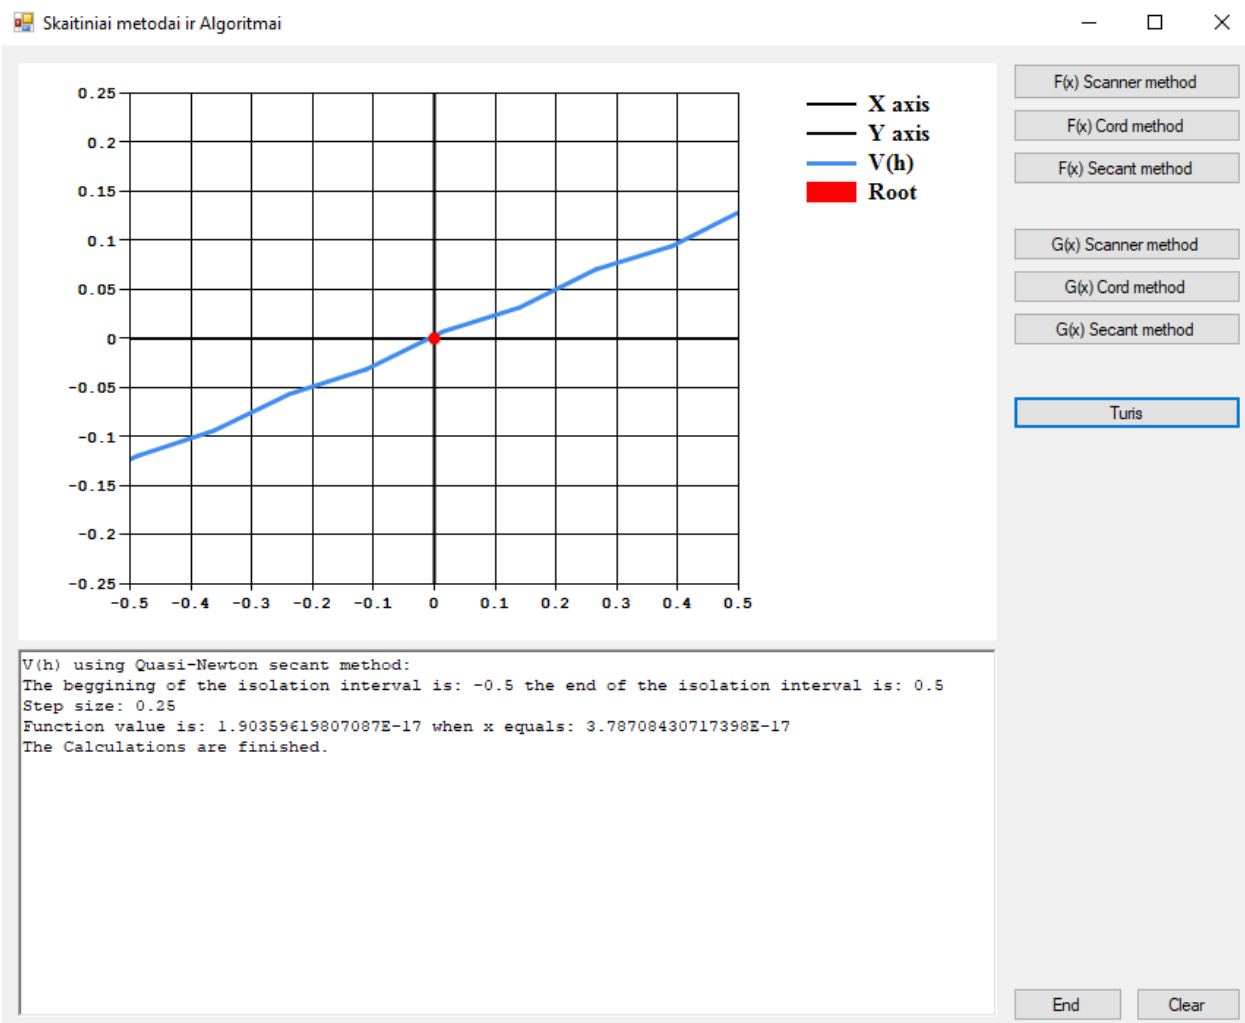 Skaitiniai metodai ir Algoritmai
0.25
0.2
0.15
0.1
0.05
0
-0.05
-0.1
-0.15
-0.2
-0.25
-0.5 -0.4 -0.3 -0.2 -0.1 0 0.1 0.2 0.3 0.4 0.5
X axis
Y axis
V(h)
Root
F(x) Scanner method
F(x) Cord method
F(x) Secant method
G(x) Scanner method
G(x) Cord method
G(x) Secant method
Turis
V(h) using Quasi-Newton secant method:
The beggining of the isolation interval is: -0.5 the end of the isolation interval is: 0.5
Step size: 0.25
Function value is: 1.90359619807087E-17 when x equals: 3.78708430717398E-17
The Calculations are finished.
End
Clear